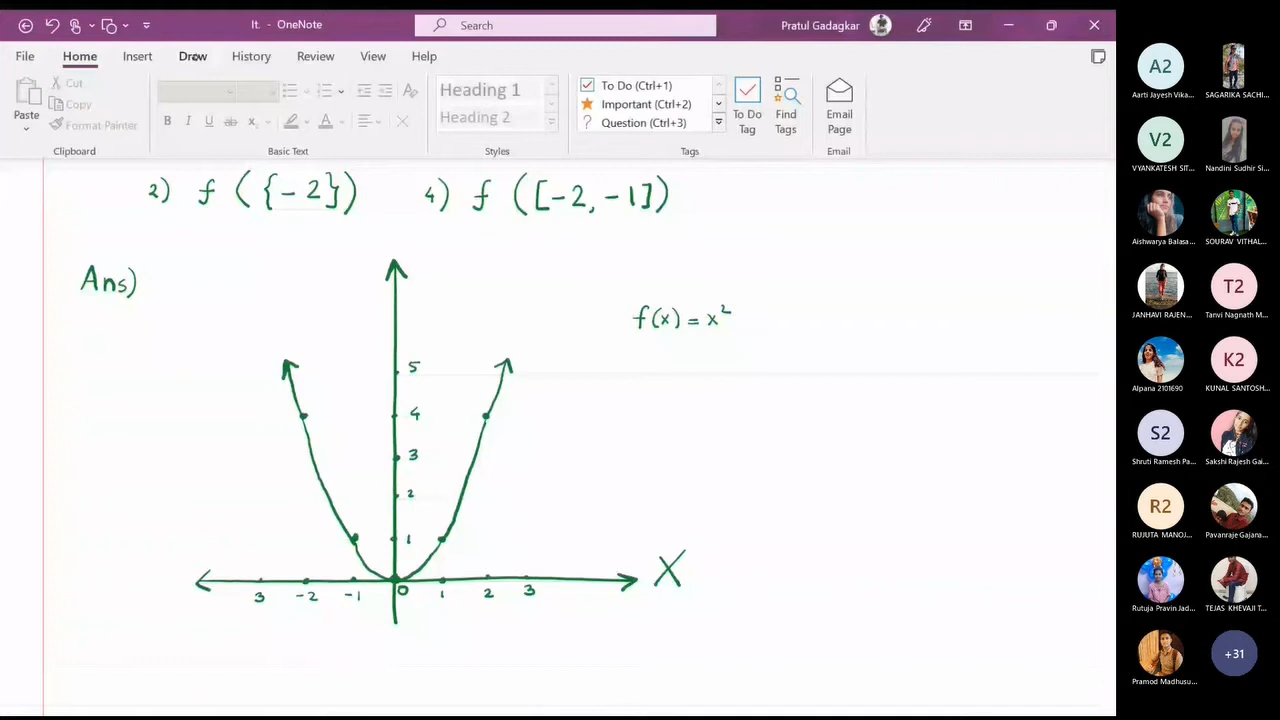 It. - OneNote
Search
Pratul Gadagkar
File Home Insert Draw History Review View Help
Paste
Cut
Copy
Format Painter
Clipboard
B I U ab x
Basic Text
Heading 1
Heading 2
Styles
To Do (Ctrl+1)
Important (Ctrl+2)
? Question (Ctrl+3)
To Do Tag
Find Tags
Tags
Email Page
Email
2) f ({-2}) 4) f ([-2, -1])
Ans)
f(x) = x²
5
4
3
2
1
3 -2 -1 0 1 2 3
X
A2
Aarti Jayesh Vika...
SAGARIKA SACHI...
V2
VYANKATESH SIT...
Nandini Sudhir Si...
Aishwarya Balasa...
SOURAV VITHAL...
JANHAVI RAJEN...
T2
Tanvi Nagnath M...
Alpana 2101690
K2
KUNAL SANTOSH...
S2
Shruti Ramesh Pa...
Sakshi Rajesh Gai...
R2
RUJUTA MANOJ...
Pavanraje Gajana...
Rutuja Pravin Jad...
TEJAS KHEVAJI T...
Pramod Madhusu...
+31